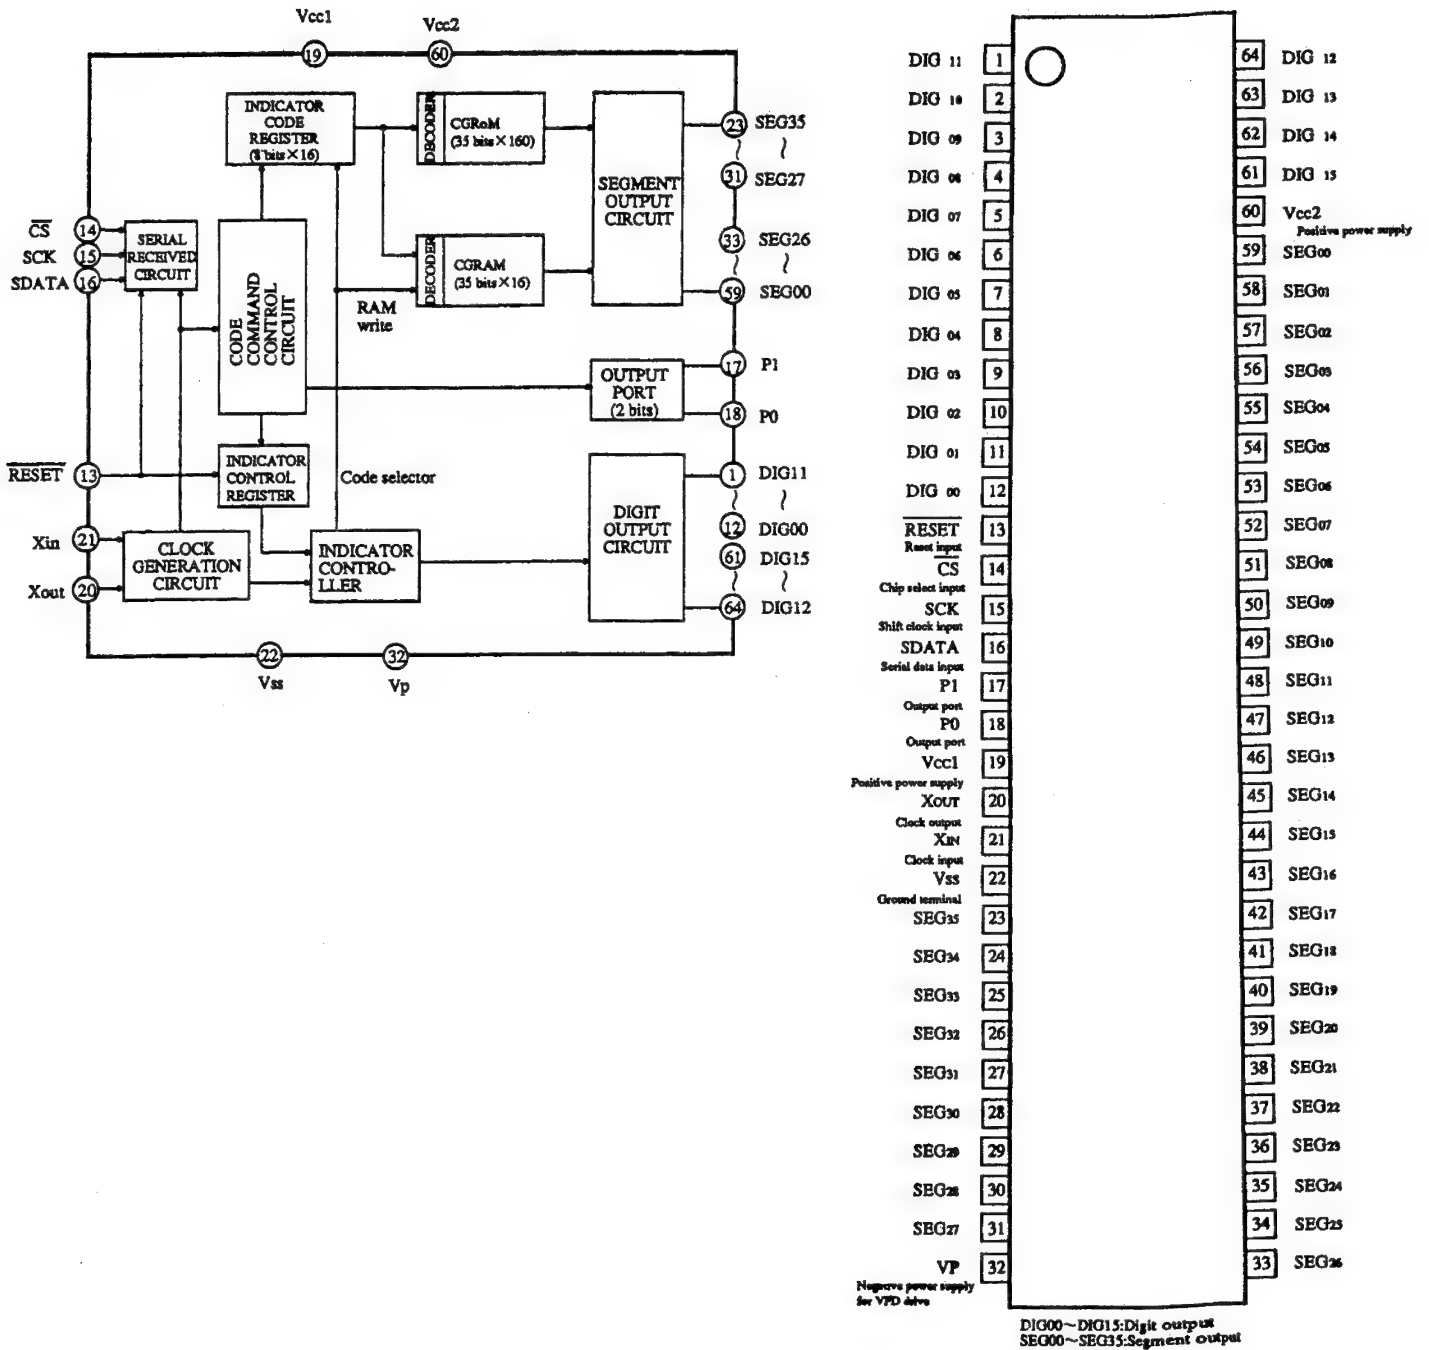 Vcc1
Vcc2
19
60
INDICATOR
CODE
REGISTER
(8 bits×16)
DECODER
CGRoM
(35 bits×160)
SEGMENT
OUTPUT
CIRCUIT
23 SEG35
~
31 SEG27
33 SEG26
~
59 SEG00
CS 14
SCK 15
SDATA 16
SERIAL
RECEIVED
CIRCUIT
CODE
COMMAND
CONTROL
CIRCUIT
DECODER
CGRAM
(35 bits×16)
RAM
write
OUTPUT
PORT
(2 bits)
17 P1
18 P0
RESET 13
INDICATOR
CONTROL
REGISTER
Code selector
DIGIT
OUTPUT
CIRCUIT
1 DIG11
~
12 DIG00
61 DIG15
~
64 DIG12
Xin 21
Xout 20
CLOCK
GENERATION
CIRCUIT
INDICATOR
CONTRO-
LLER
22
32
Vss
Vp
DIG 11 1
DIG 10 2
DIG 09 3
DIG 08 4
DIG 07 5
DIG 06 6
DIG 05 7
DIG 04 8
DIG 03 9
DIG 02 10
DIG 01 11
DIG 00 12
RESET 13
Reset input
CS 14
Chip select input
SCK 15
Shift clock input
SDATA 16
Serial data input
P1 17
Output port
P0 18
Output port
Vcc1 19
Positive power supply
XOUT 20
Clock output
XIN 21
Clock input
Vss 22
Ground terminal
SEG35 23
SEG34 24
SEG33 25
SEG32 26
SEG31 27
SEG30 28
SEG29 29
SEG28 30
SEG27 31
VP 32
Negative power supply
for VPD drive
64 DIG 12
63 DIG 13
62 DIG 14
61 DIG 15
60 Vcc2
Positive power supply
59 SEG00
58 SEG01
57 SEG02
56 SEG03
55 SEG04
54 SEG05
53 SEG06
52 SEG07
51 SEG08
50 SEG09
49 SEG10
48 SEG11
47 SEG12
46 SEG13
45 SEG14
44 SEG15
43 SEG16
42 SEG17
41 SEG18
40 SEG19
39 SEG20
38 SEG21
37 SEG22
36 SEG23
35 SEG24
34 SEG25
33 SEG26
DIG00~DIG15:Digit output
SEG00~SEG35:Segment output